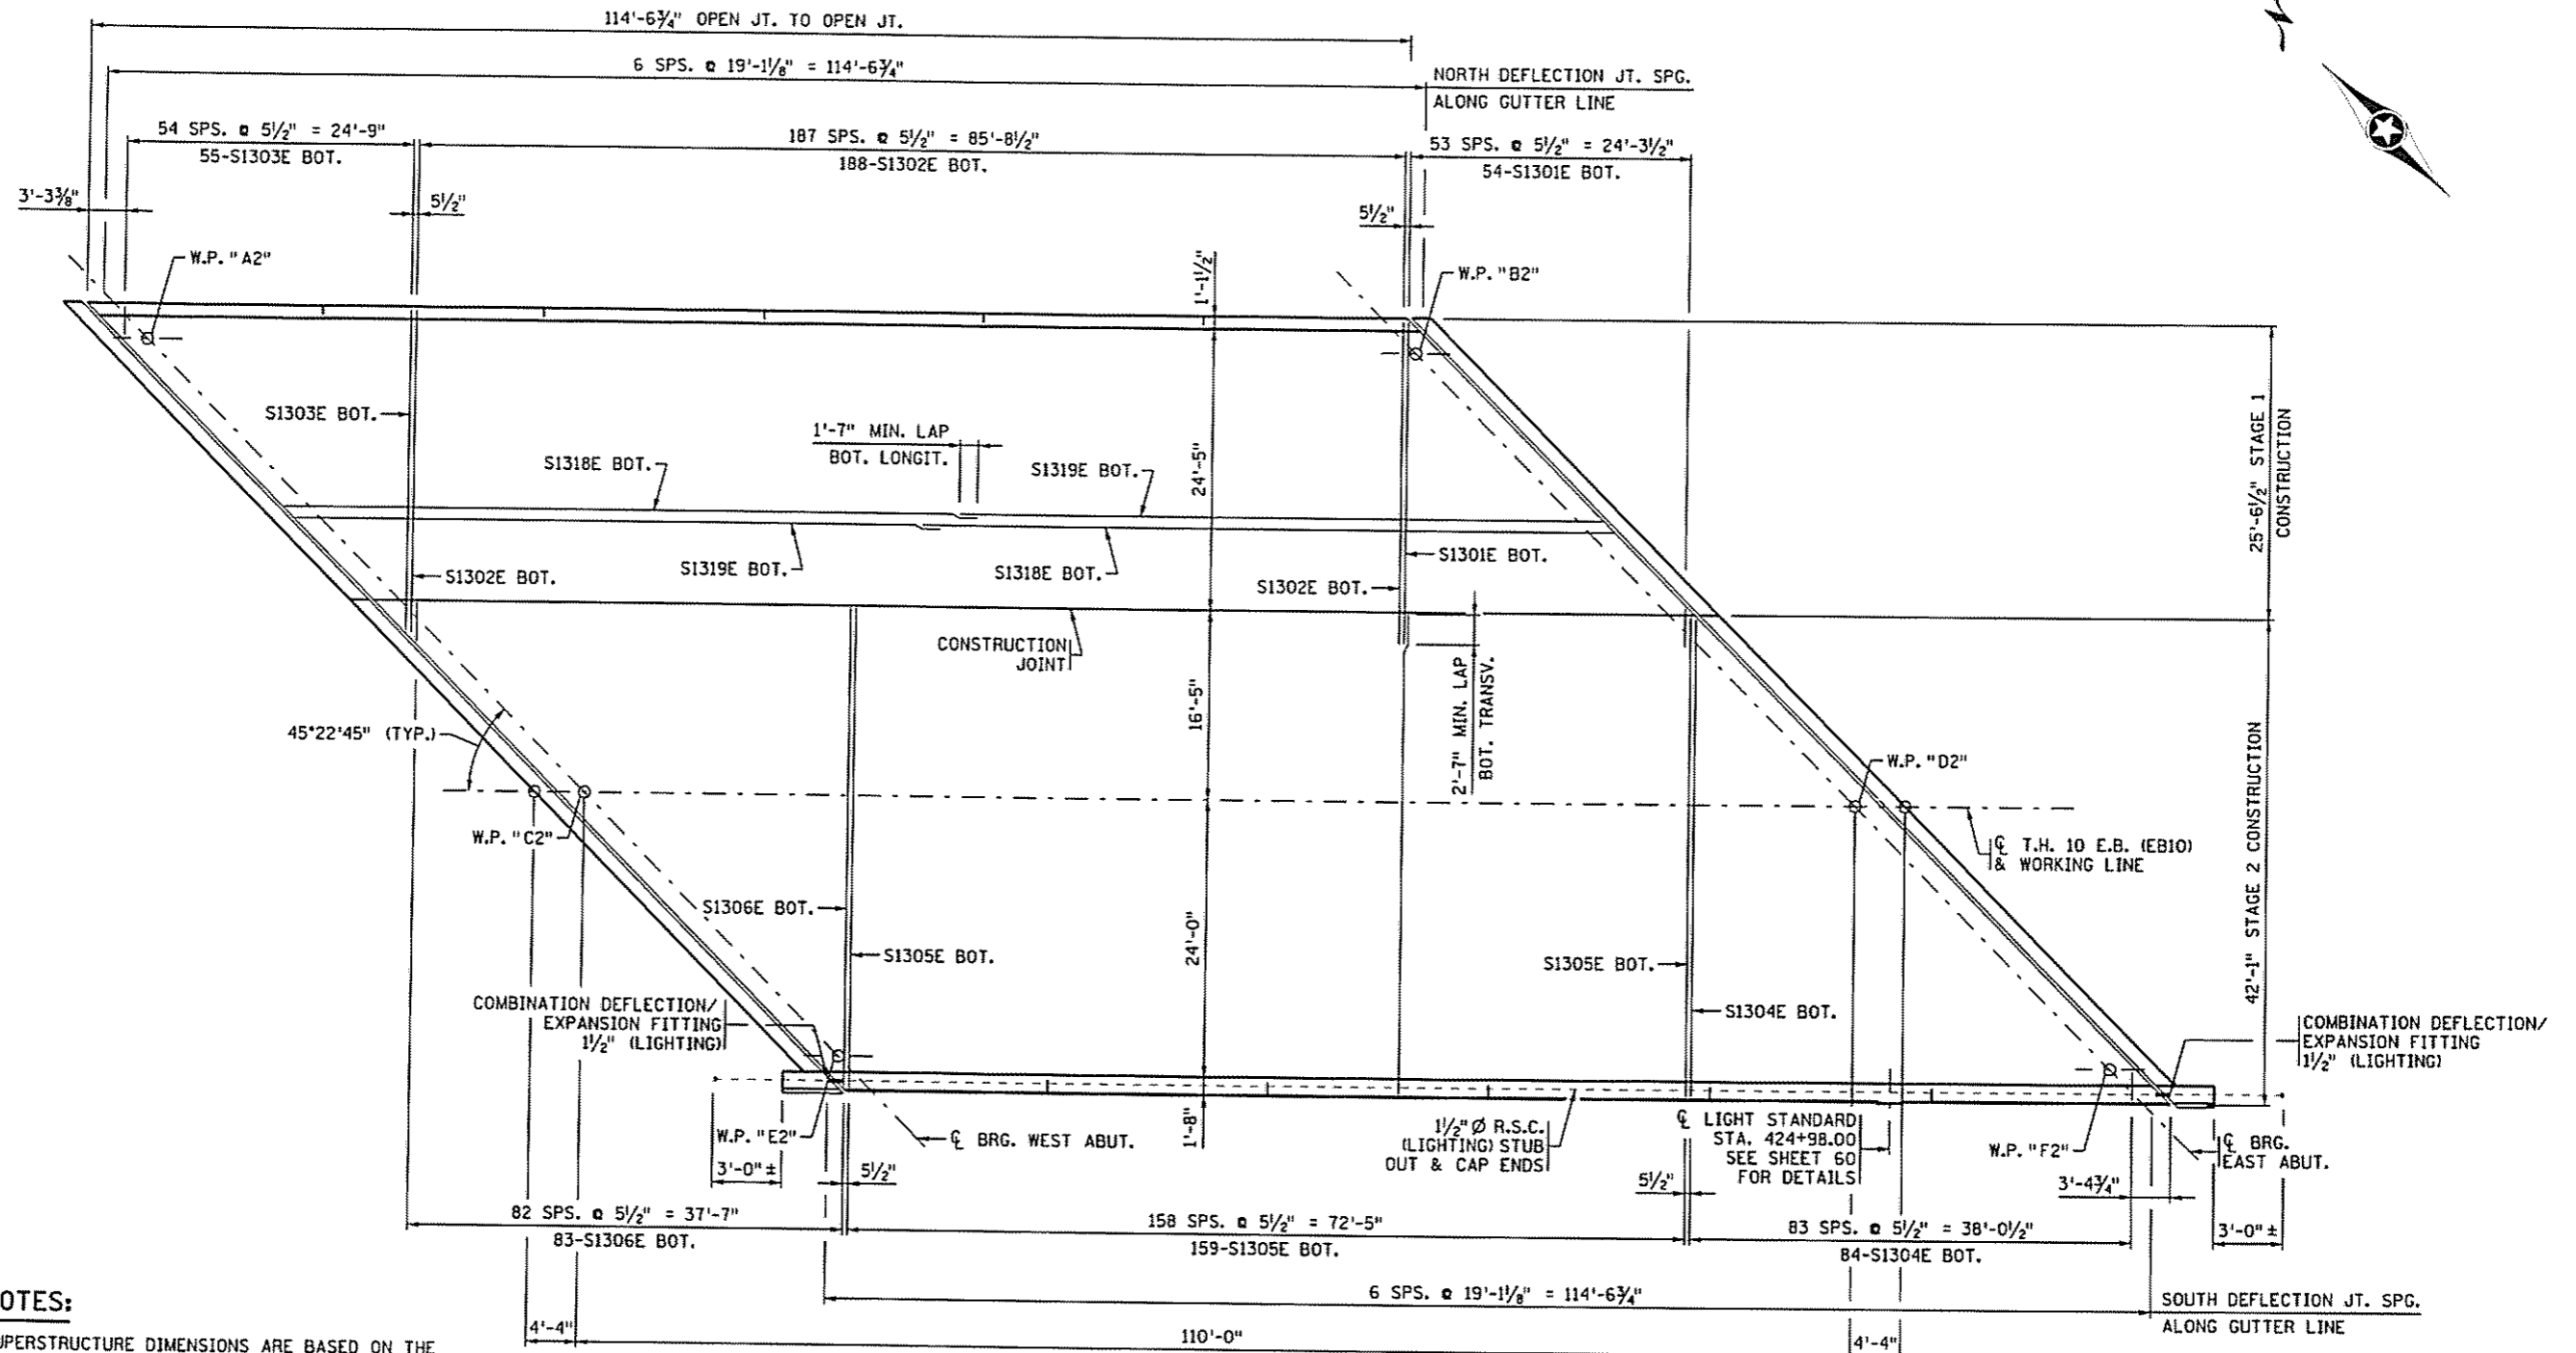 114'-6¾" OPEN JT. TO OPEN JT.
6 SPS. @ 19'-1⅛" = 114'-6¾"
NORTH DEFLECTION JT. SPG.
ALONG GUTTER LINE
54 SPS. @ 5½" = 24'-9"
55-S1303E BOT.
187 SPS. @ 5½" = 85'-8½"
188-S1302E BOT.
53 SPS. @ 5½" = 24'-3½"
54-S1301E BOT.
3'-3⅜"
5½"
5½"
W.P. "A2"
W.P. "B2"
1'-1½"
S1303E BOT.
1'-7" MIN. LAP
BOT. LONGIT.
S1318E BOT.
S1319E BOT.
24'-5"
25'-6½" STAGE 1
CONSTRUCTION
S1302E BOT.
S1319E BOT.
S1318E BOT.
S1301E BOT.
S1302E BOT.
CONSTRUCTION
JOINT
16'-5"
2'-7" MIN. LAP
BOT. TRANSV.
45°22'45" (TYP.)
W.P. "C2"
W.P. "D2"
℄ T.H. 10 E.B. (EB10)
& WORKING LINE
42'-1" STAGE 2 CONSTRUCTION
S1306E BOT.
S1305E BOT.
24'-0"
S1305E BOT.
S1304E BOT.
COMBINATION DEFLECTION/
EXPANSION FITTING
1½" (LIGHTING)
COMBINATION DEFLECTION/
EXPANSION FITTING
1½" (LIGHTING)
W.P. "E2"
℄ BRG. WEST ABUT.
1'-8"
1½" Ø R.S.C.
(LIGHTING) STUB
OUT & CAP ENDS
℄ LIGHT STANDARD
STA. 424+98.00
SEE SHEET 60
FOR DETAILS
W.P. "F2"
℄ BRG.
EAST ABUT.
3'-0" ±
5½"
5½"
3'-4¾"
3'-0" ±
82 SPS. @ 5½" = 37'-7"
83-S1306E BOT.
158 SPS. @ 5½" = 72'-5"
159-S1305E BOT.
83 SPS. @ 5½" = 38'-0½"
84-S1304E BOT.
6 SPS. @ 19'-1⅛" = 114'-6¾"
SOUTH DEFLECTION JT. SPG.
ALONG GUTTER LINE
4'-4"
110'-0"
4'-4"
OTES:
UPERSTRUCTURE DIMENSIONS ARE BASED ON THE